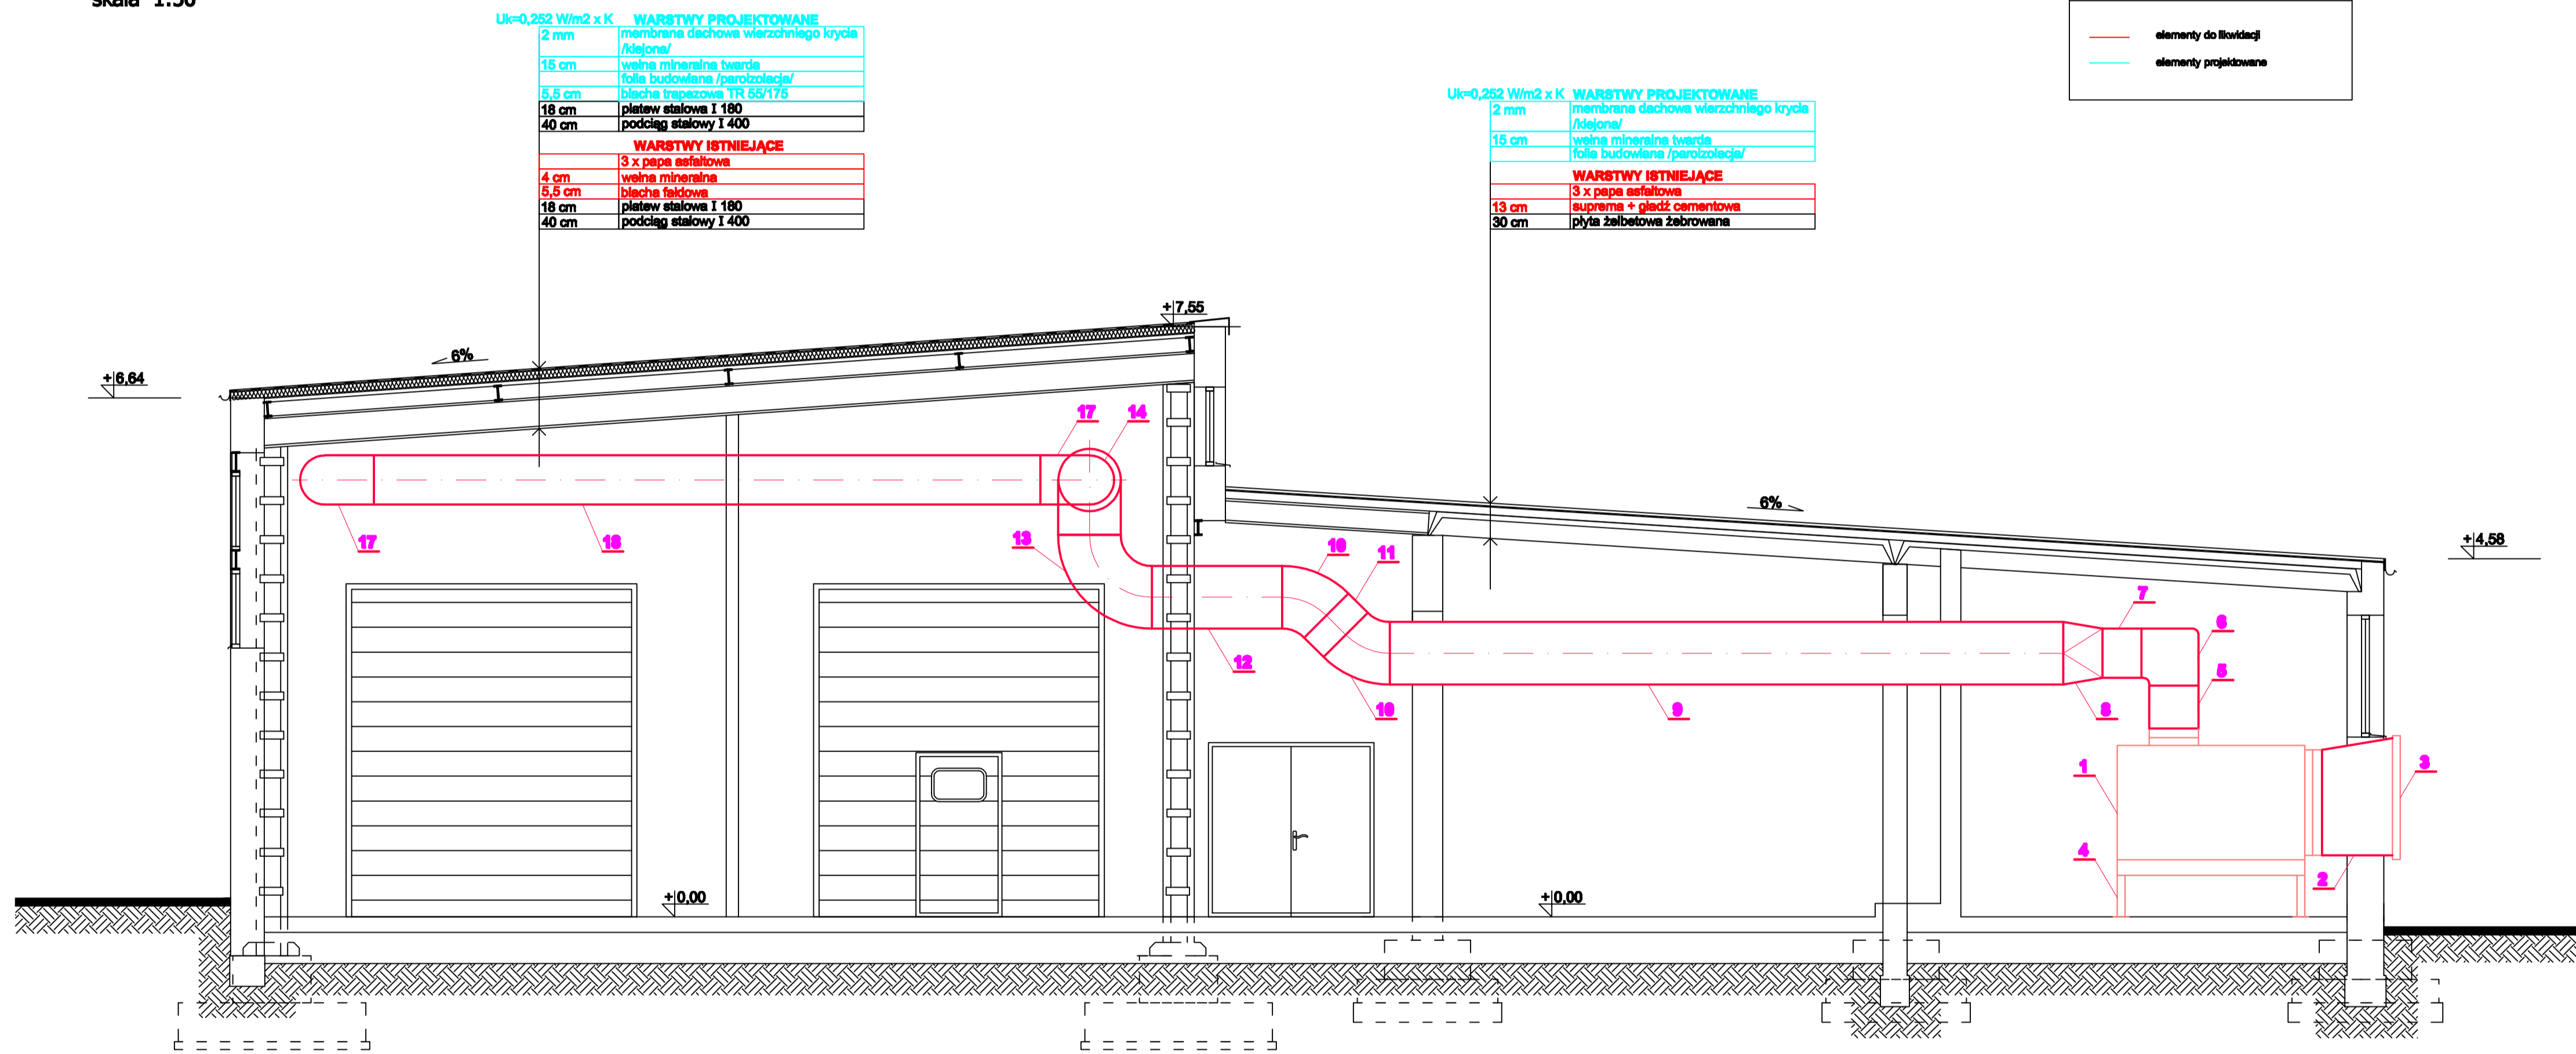 skala 1:50
Uk=0,252 W/m2 x K WARSTWY PROJEKTOWANE
2 mm membrana dachowa wierzchniego krycia
/klejona/
15 cm wełna mineralna twarda
folia budowlana /paroizolacja/
5,5 cm blacha trapezowa TR 55/175
18 cm płatew stalowa I 180
40 cm podciąg stalowy I 400
WARSTWY ISTNIEJĄCE
3 x papa asfaltowa
4 cm wełna mineralna
5,5 cm blacha fałdowa
18 cm płatew stalowa I 180
40 cm podciąg stalowy I 400
Uk=0,252 W/m2 x K WARSTWY PROJEKTOWANE
2 mm membrana dachowa wierzchniego krycia
/klejona/
15 cm wełna mineralna twarda
folia budowlana /paroizolacja/
WARSTWY ISTNIEJĄCE
3 x papa asfaltowa
13 cm suprema + gładź cementowa
30 cm płyta żelbetowa żebrowana
elementy do likwidacji
elementy projektowane
+7,55
6%
+6,64
17
14
6%
+4,58
17
18
13
10
11
7
6
12
5
10
9
8
1
3
4
2
+0,00
+0,00